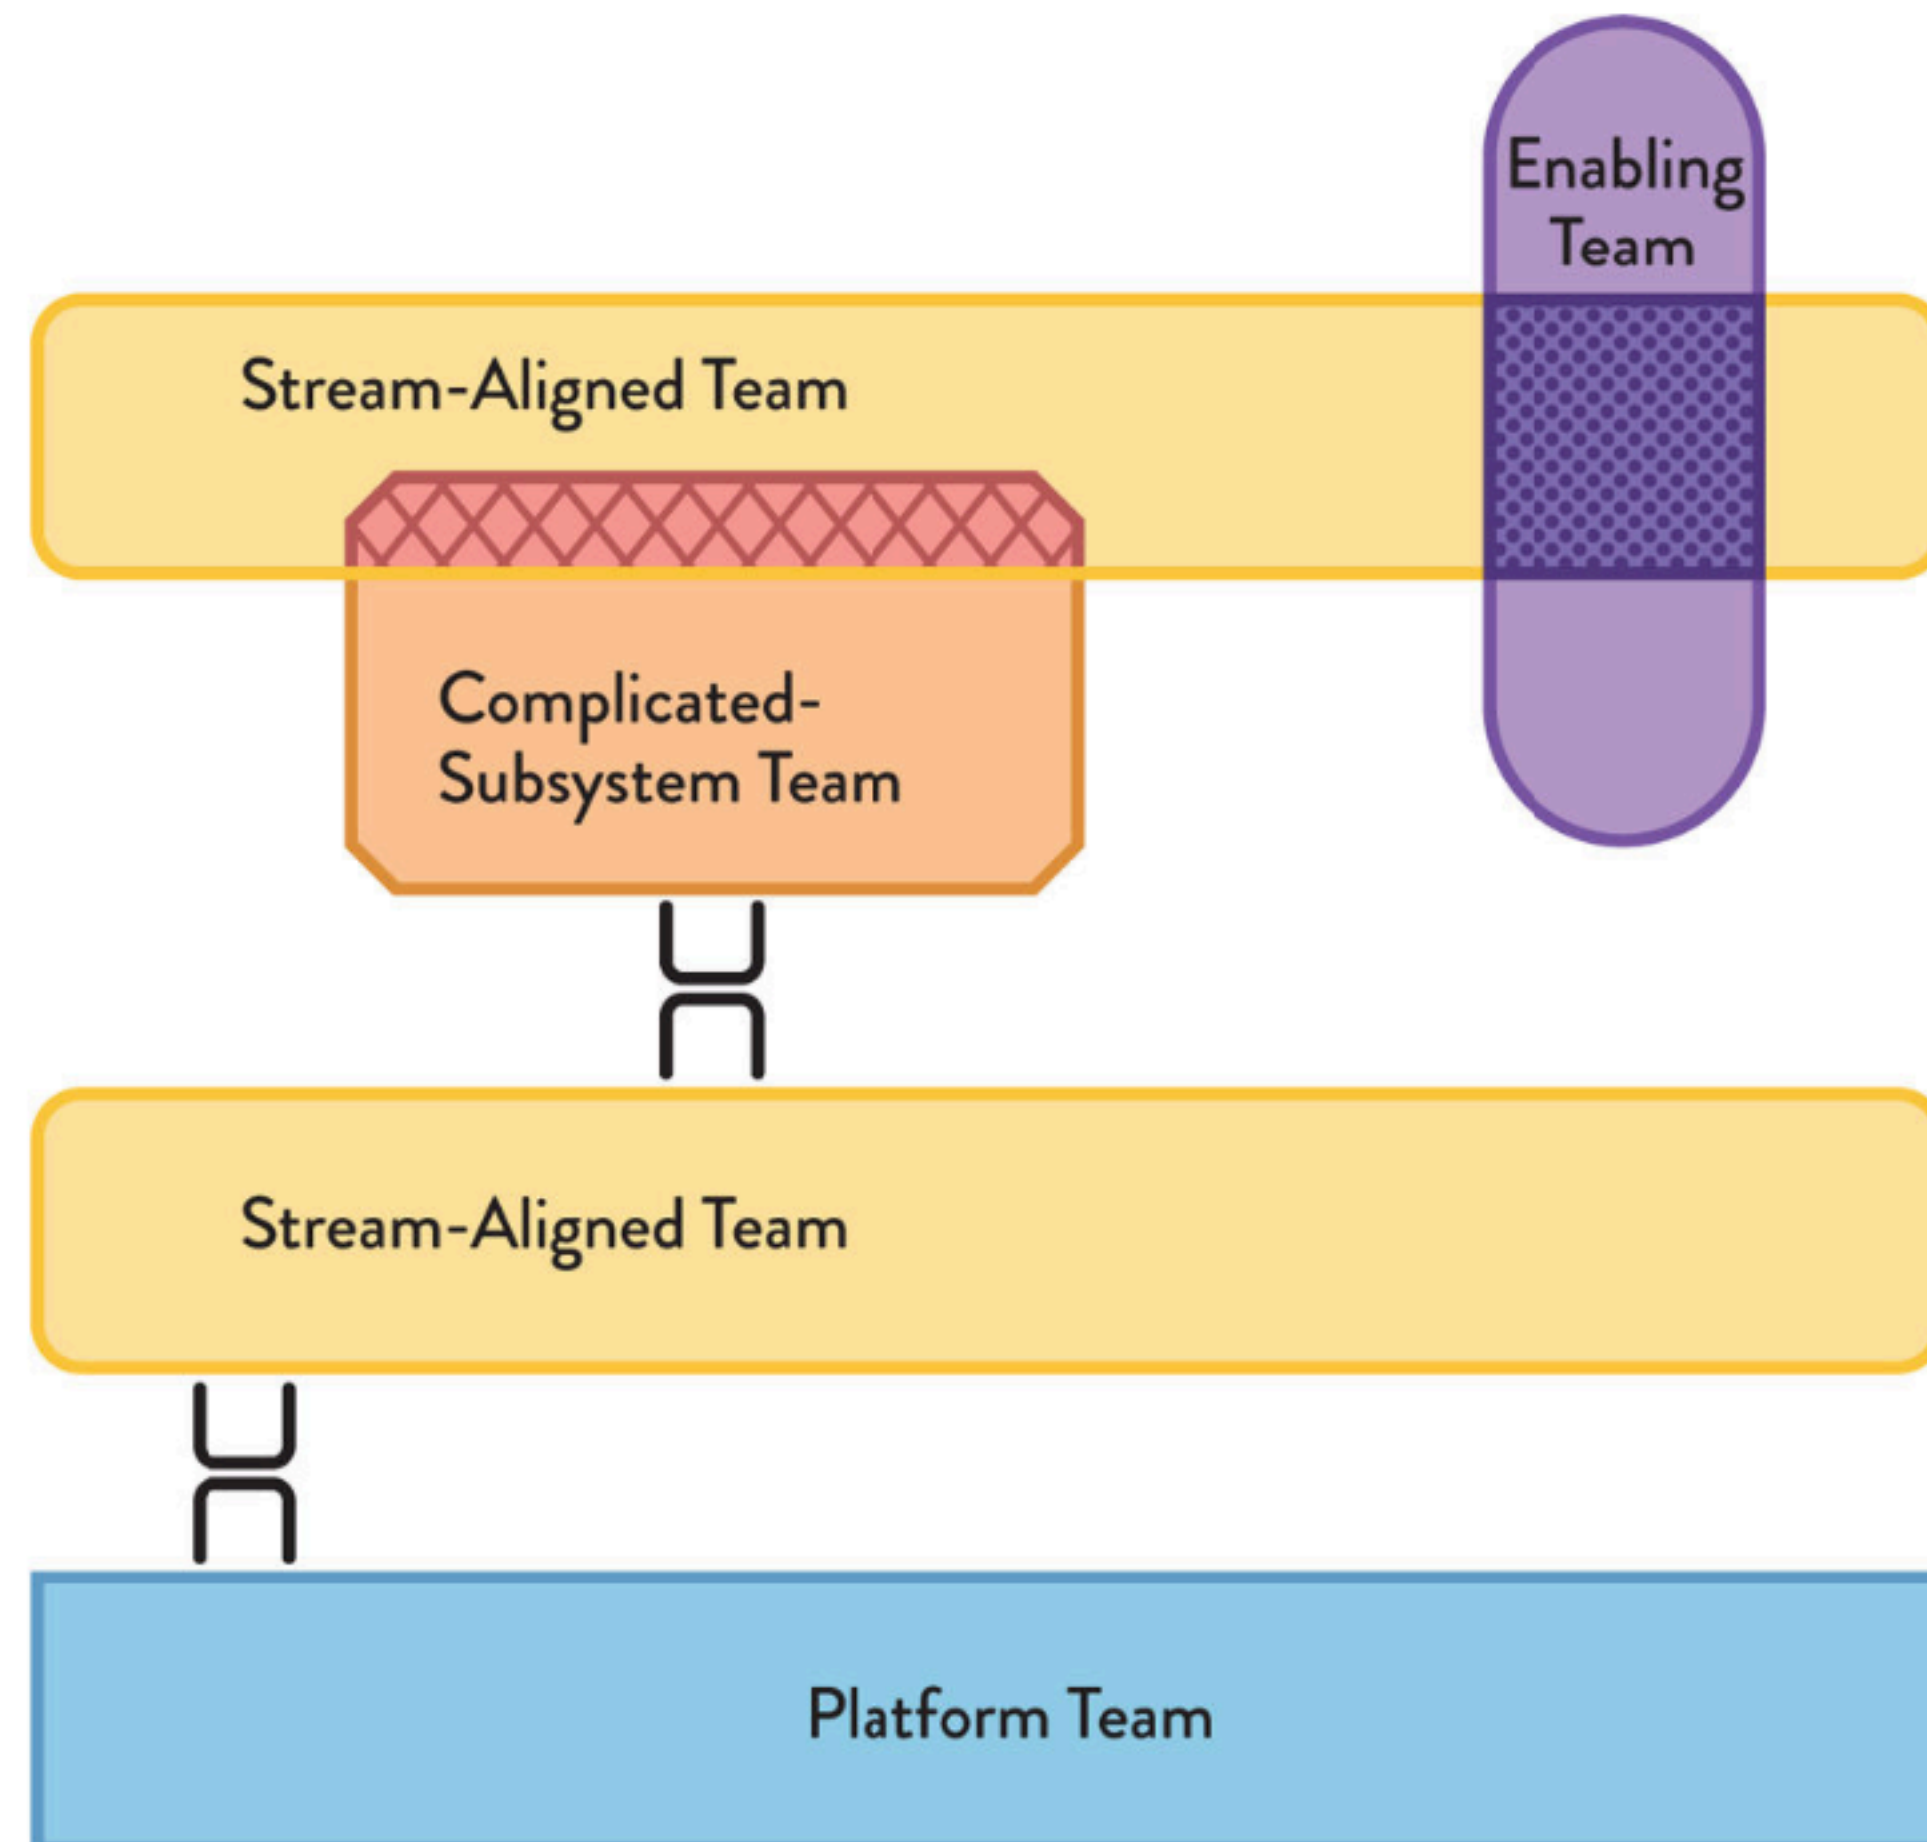 Enabling
Team
Stream-Aligned Team
Complicated-
Subsystem Team
Stream-Aligned Team
Platform Team